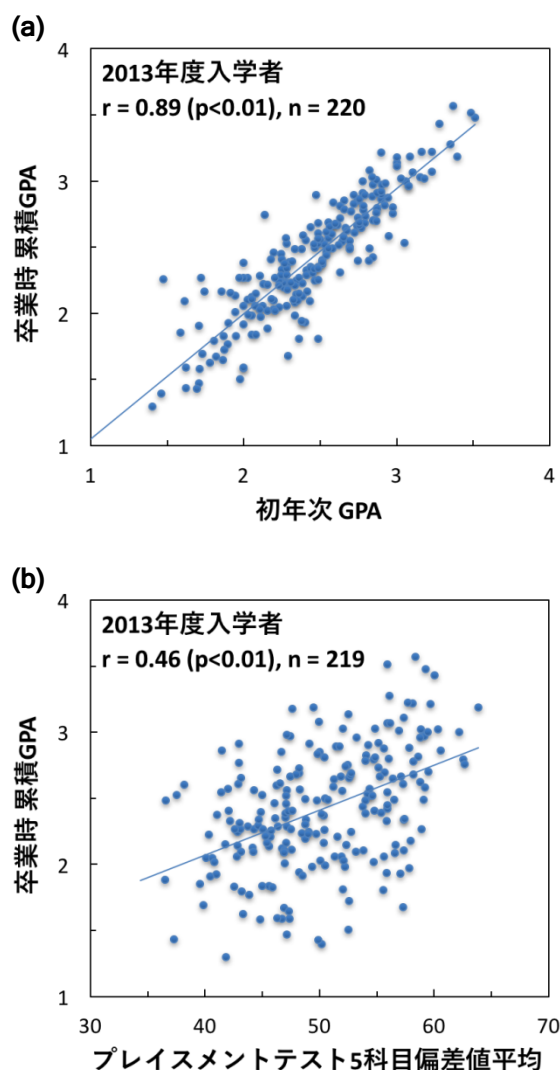 (a)
4
2013年度入学者
r = 0.89 (p<0.01), n = 220
3
卒業時 累積GPA
2
1
1 2 3 4
初年次 GPA
(b)
4
2013年度入学者
r = 0.46 (p<0.01), n = 219
3
卒業時 累積GPA
2
1
30 40 50 60 70
プレイスメントテスト5科目偏差値平均